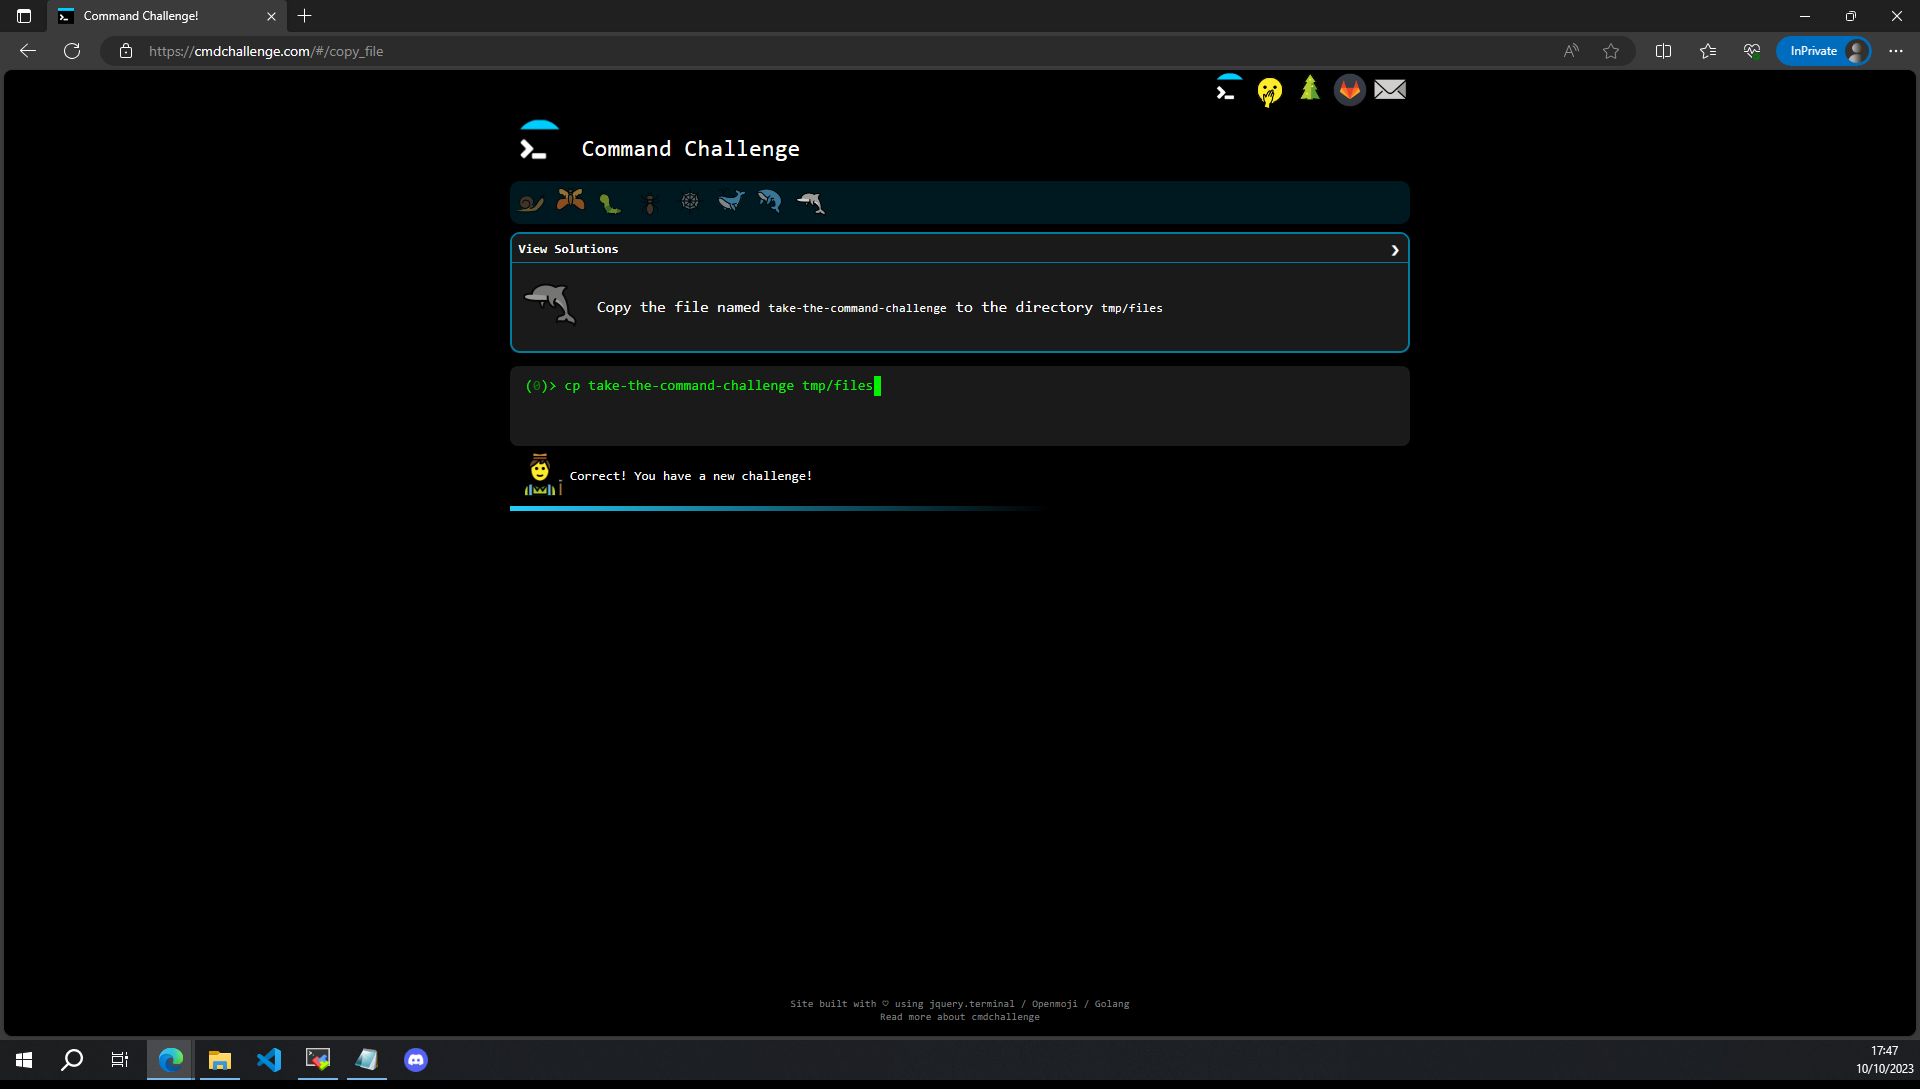 Command Challenge!
https://cmdchallenge.com/#/copy_file
InPrivate
Command Challenge
View Solutions
Copy the file named take-the-command-challenge to the directory tmp/files
(0)> cp take-the-command-challenge tmp/files
Correct! You have a new challenge!
Site built with ♡ using jquery.terminal / Openmoji / Golang
Read more about cmdchallenge
17:47
10/10/2023